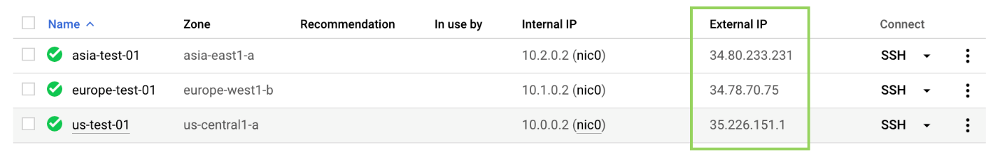 Name Zone Recommendation In use by Internal IP External IP Connect
asia-test-01 asia-east1-a 10.2.0.2 (nic0) 34.80.233.231 SSH
europe-test-01 europe-west1-b 10.1.0.2 (nic0) 34.78.70.75 SSH
us-test-01 us-central1-a 10.0.0.2 (nic0) 35.226.151.1 SSH